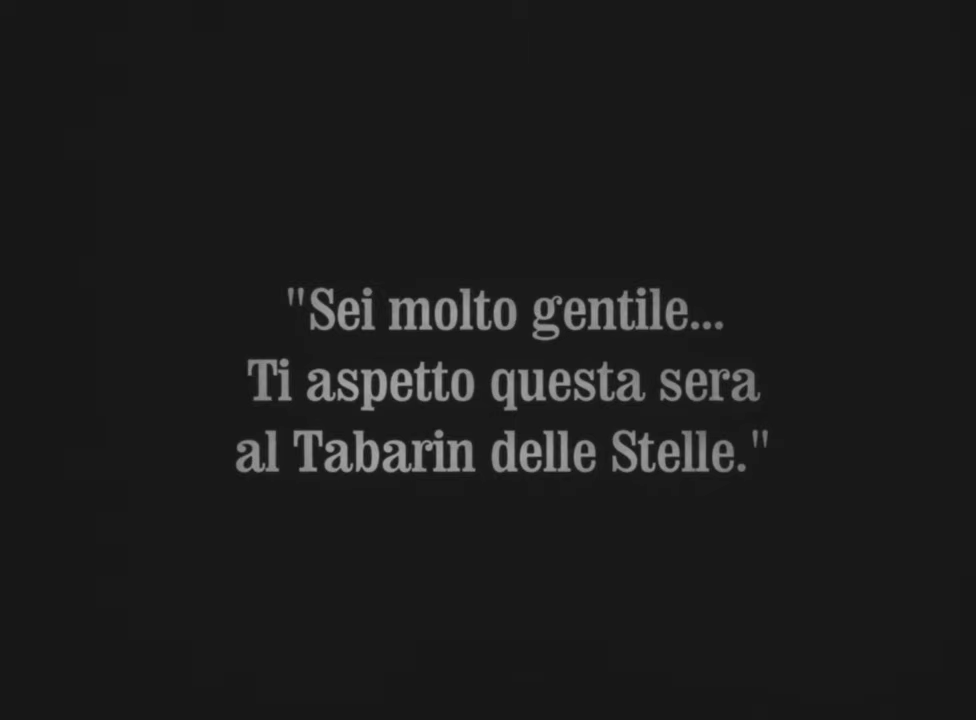 "Sei molto gentile...
Ti aspetto questa sera
al Tabarin delle Stelle."